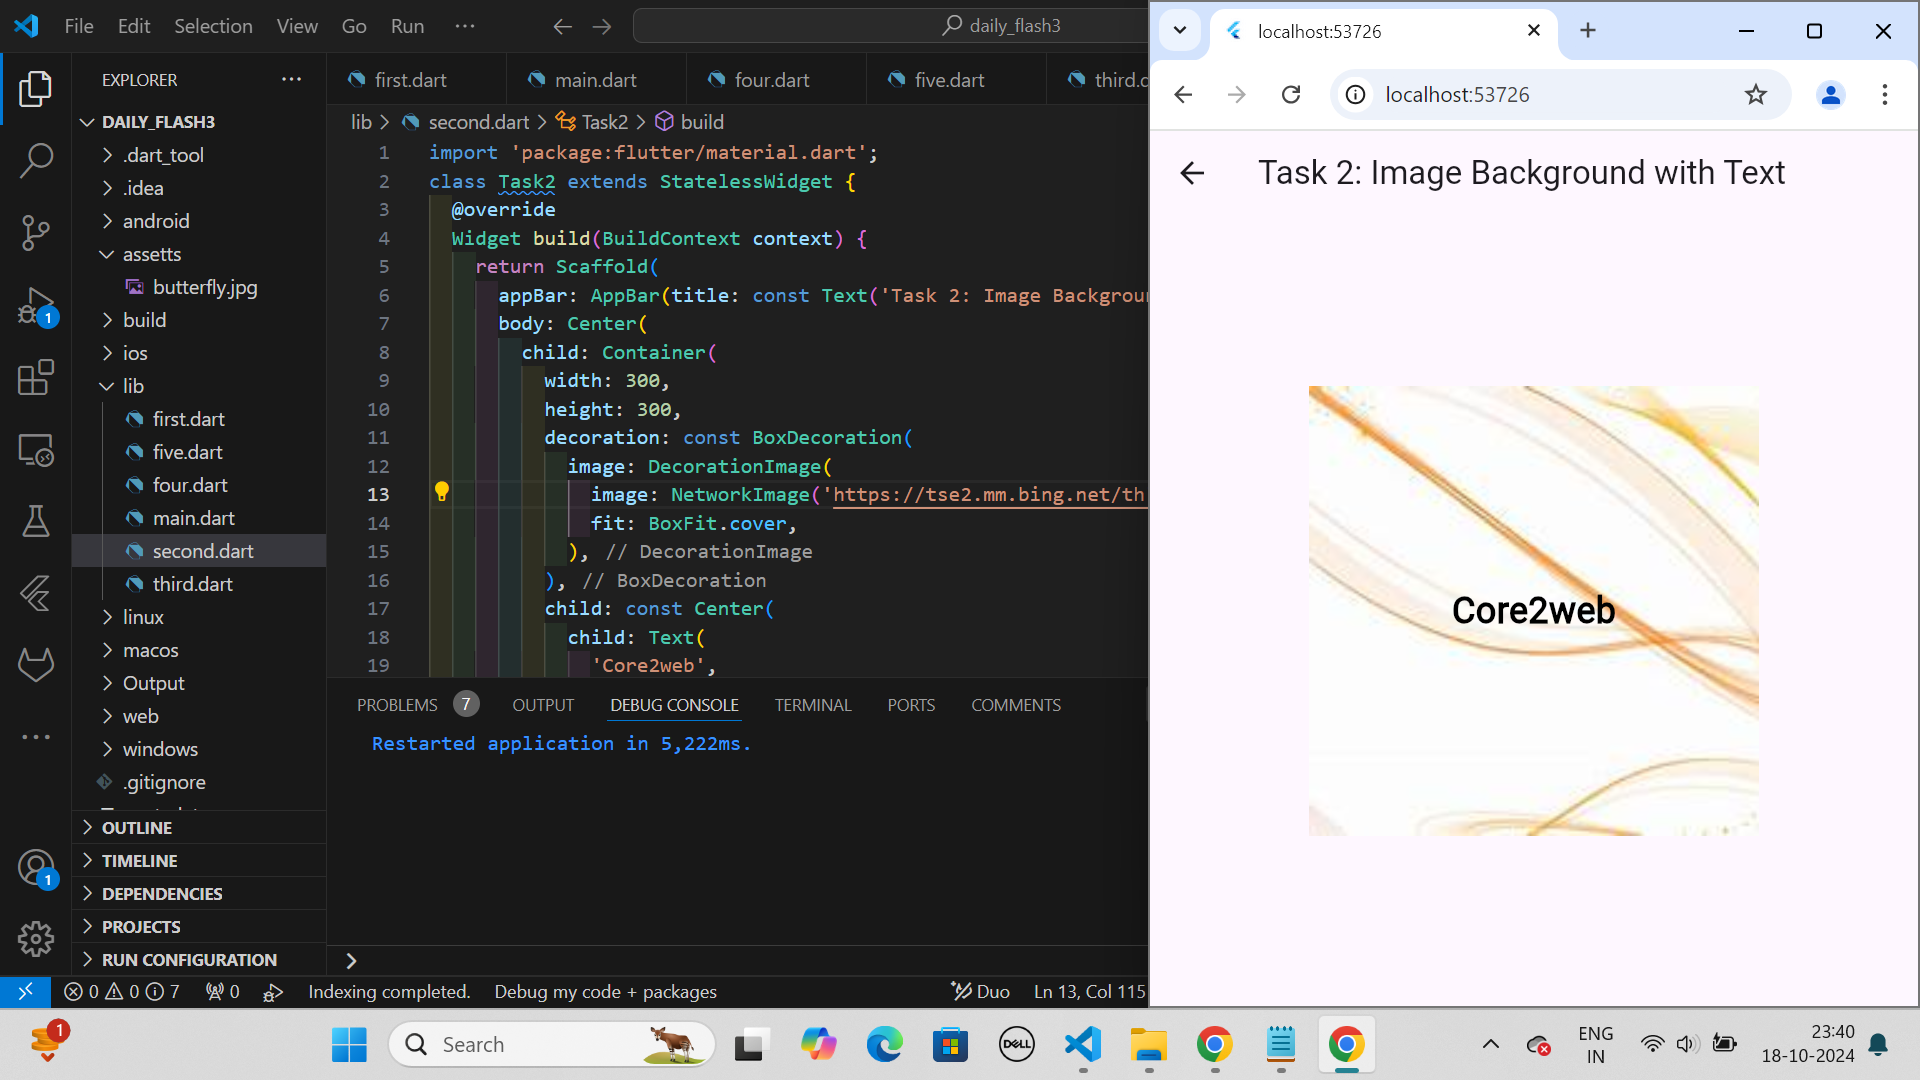 File Edit Selection View Go Run ···
daily_flash3
EXPLORER ···
DAILY_FLASH3
.dart_tool
.idea
android
assetts
butterfly.jpg
build
ios
lib
first.dart
five.dart
four.dart
main.dart
second.dart
third.dart
linux
macos
Output
web
windows
.gitignore
OUTLINE
TIMELINE
DEPENDENCIES
PROJECTS
RUN CONFIGURATION
1
1
first.dart main.dart four.dart five.dart third.d
lib > second.dart > Task2 > build
1 import 'package:flutter/material.dart';
2 class Task2 extends StatelessWidget {
3 @override
4 Widget build(BuildContext context) {
5 return Scaffold(
6 appBar: AppBar(title: const Text('Task 2: Image Backgroun
7 body: Center(
8 child: Container(
9 width: 300,
10 height: 300,
11 decoration: const BoxDecoration(
12 image: DecorationImage(
13 image: NetworkImage('https://tse2.mm.bing.net/th
14 fit: BoxFit.cover,
15 ), // DecorationImage
16 ), // BoxDecoration
17 child: const Center(
18 child: Text(
19 'Core2web',
PROBLEMS 7 OUTPUT DEBUG CONSOLE TERMINAL PORTS COMMENTS
Restarted application in 5,222ms.
>
0 0 7 0 Indexing completed. Debug my code + packages Duo Ln 13, Col 115
localhost:53726
localhost:53726
Task 2: Image Background with Text
Core2web
1
Search
DELL
ENG
IN
23:40
18-10-2024